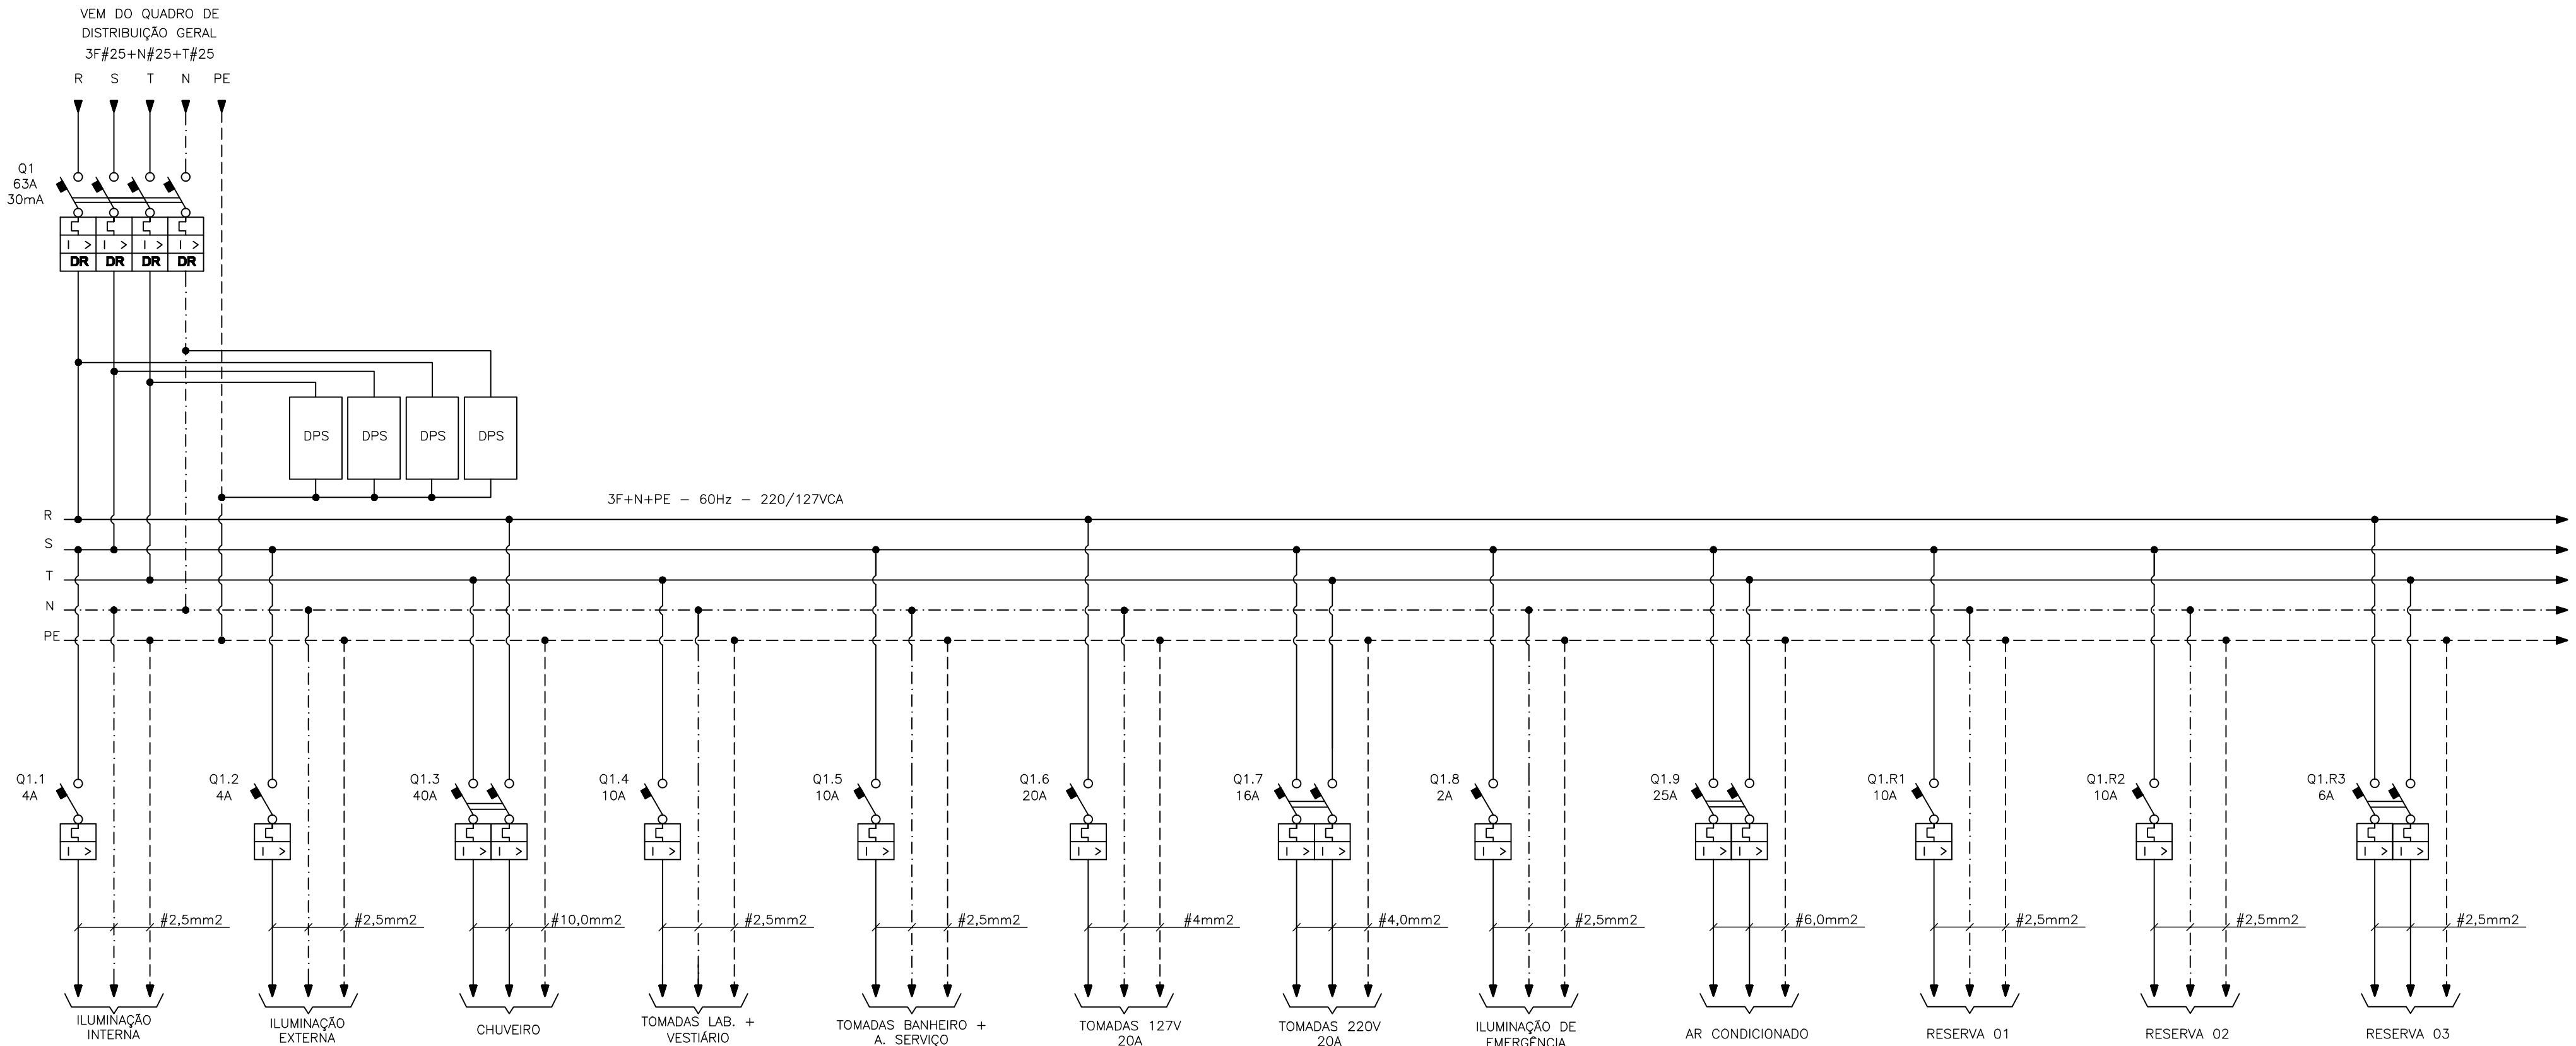 VEM DO QUADRO DE
DISTRIBUIÇÃO GERAL
3F#25+N#25+T#25
R S T N PE
Q1
63A
30mA
I > I > I > I >
DR DR DR DR
DPS DPS DPS DPS
3F+N+PE – 60Hz – 220/127VCA
R
S
T
N
PE
Q1.1 Q1.2 Q1.3 Q1.4 Q1.5 Q1.6 Q1.7 Q1.8 Q1.9 Q1.R1 Q1.R2 Q1.R3
4A 4A 40A 10A 10A 20A 16A 2A 25A 10A 10A 6A
I > I > I > I > I > I > I > I > I > I > I > I > I > I > I > I >
#2,5mm2 #2,5mm2 #10,0mm2 #2,5mm2 #2,5mm2 #4mm2 #4,0mm2 #2,5mm2 #6,0mm2 #2,5mm2 #2,5mm2 #2,5mm2
ILUMINAÇÃO
INTERNA
ILUMINAÇÃO
EXTERNA
CHUVEIRO
TOMADAS LAB. +
VESTIÁRIO
TOMADAS BANHEIRO +
A. SERVIÇO
TOMADAS 127V
20A
TOMADAS 220V
20A
ILUMINAÇÃO DE
EMERGÊNCIA
AR CONDICIONADO
RESERVA 01
RESERVA 02
RESERVA 03